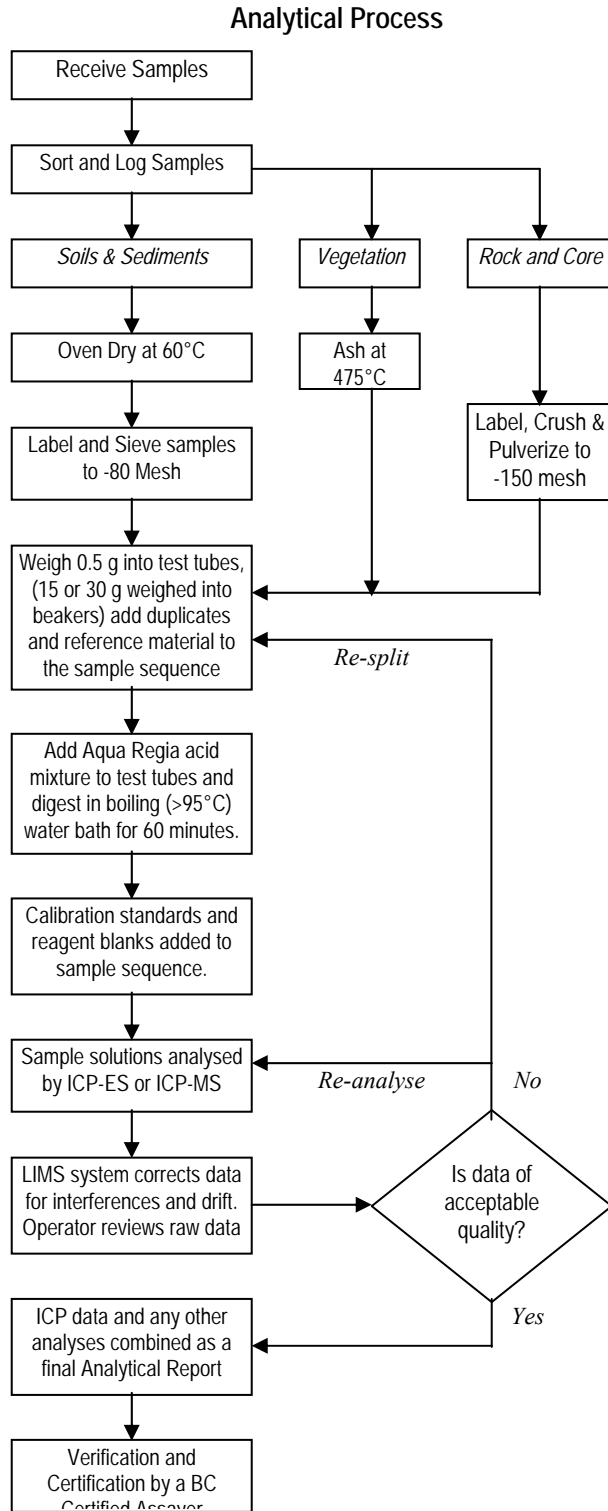 Analytical Process
Receive Samples
Sort and Log Samples
Soils & Sediments
Vegetation
Rock and Core
Oven Dry at 60°C
Ash at
475°C
Label and Sieve samples
to -80 Mesh
Label, Crush &
Pulverize to
-150 mesh
Weigh 0.5 g into test tubes,
(15 or 30 g weighed into
beakers) add duplicates
and reference material to
the sample sequence
Re-split
Add Aqua Regia acid
mixture to test tubes and
digest in boiling (>95°C)
water bath for 60 minutes.
Calibration standards and
reagent blanks added to
sample sequence.
Sample solutions analysed
by ICP-ES or ICP-MS
Re-analyse
No
LIMS system corrects data
for interferences and drift.
Operator reviews raw data
Is data of
acceptable
quality?
Yes
ICP data and any other
analyses combined as a
final Analytical Report
Verification and
Certification by a BC
Certified Assayer